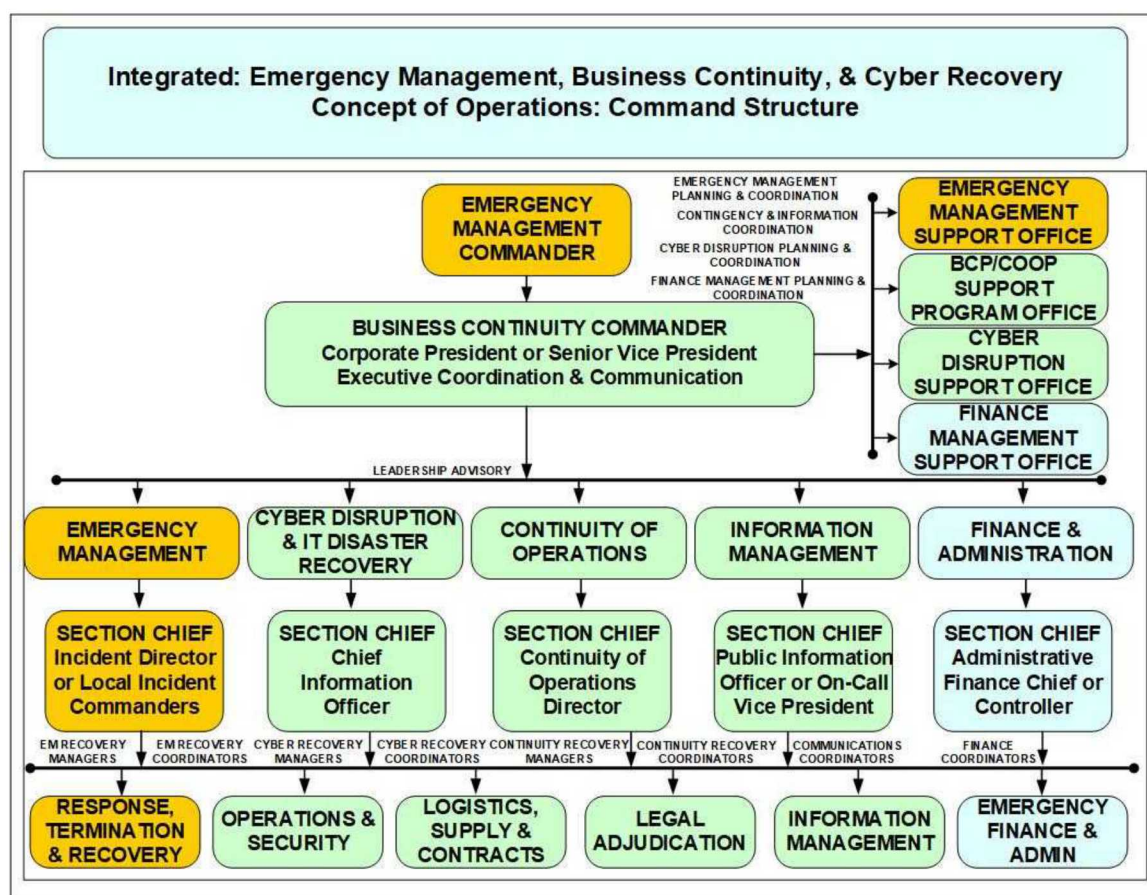 Integrated: Emergency Management, Business Continuity, & Cyber Recovery
Concept of Operations: Command Structure
EMERGENCY
MANAGEMENT
COMMANDER
EMERGENCY MANAGEMENT
PLANNING & COORDINATION
CONTINGENCY & INFORMATION
COORDINATION
CYBER DISRUPTION PLANNING &
COORDINATION
FINANCE MANAGEMENT PLANNING &
COORDINATION
EMERGENCY
MANAGEMENT
SUPPORT OFFICE
BCP/COOP
SUPPORT
PROGRAM OFFICE
CYBER
DISRUPTION
SUPPORT OFFICE
FINANCE
MANAGEMENT
SUPPORT OFFICE
BUSINESS CONTINUITY COMMANDER
Corporate President or Senior Vice President
Executive Coordination & Communication
LEADERSHIP ADVISORY
EMERGENCY
MANAGEMENT
CYBER DISRUPTION
& IT DISASTER
RECOVERY
CONTINUITY OF
OPERATIONS
INFORMATION
MANAGEMENT
FINANCE &
ADMINISTRATION
SECTION CHIEF
Incident Director
or Local Incident
Commanders
SECTION CHIEF
Chief
Information
Officer
SECTION CHIEF
Continuity of
Operations
Director
SECTION CHIEF
Public Information
Officer or On-Call
Vice President
SECTION CHIEF
Administrative
Finance Chief or
Controller
EM RECOVERY
MANAGERS
EM RECOVERY
COORDINATORS
CYBER RECOVERY
MANAGERS
CYBER RECOVERY
COORDINATORS
CONTINUITY RECOVERY
MANAGERS
CONTINUITY RECOVERY
COORDINATORS
COMMUNICATIONS
COORDINATORS
FINANCE
COORDINATORS
RESPONSE,
TERMINATION
& RECOVERY
OPERATIONS &
SECURITY
LOGISTICS,
SUPPLY &
CONTRACTS
LEGAL
ADJUDICATION
INFORMATION
MANAGEMENT
EMERGENCY
FINANCE &
ADMIN